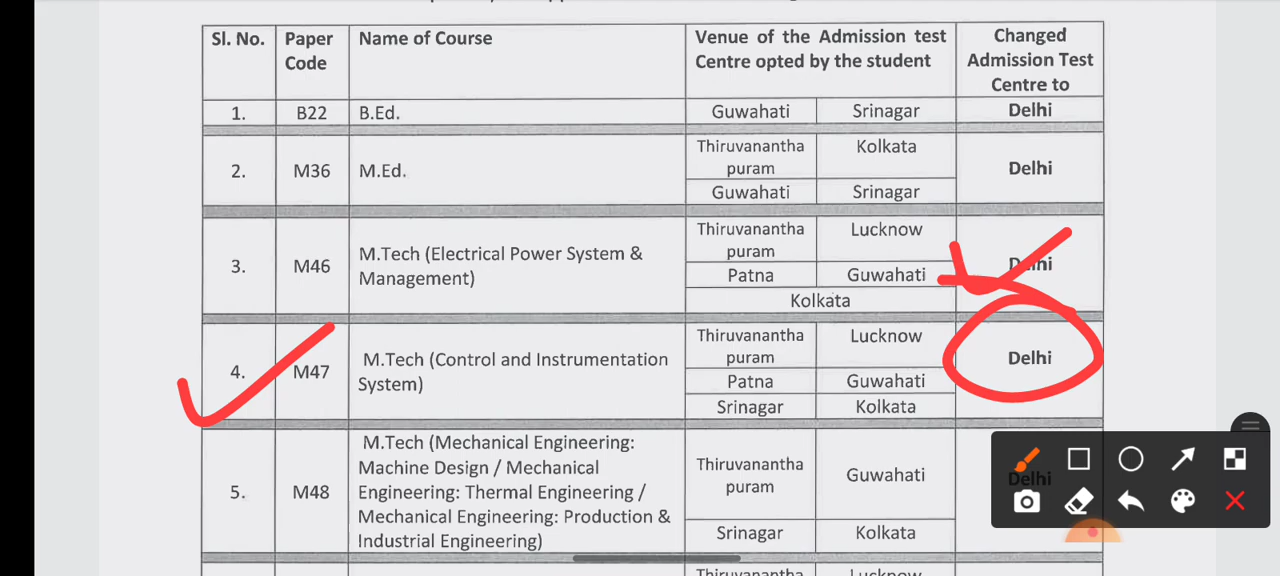 Sl. No. Paper Name of Course Venue of the Admission test Changed
Code Centre opted by the student Admission Test
Centre to
1. B22 B.Ed. Guwahati Srinagar Delhi
Thiruvanantha Kolkata
puram
2. M36 M.Ed. Delhi
Guwahati Srinagar
Thiruvanantha Lucknow
puram
3. M46 M.Tech (Electrical Power System & Delhi
Management) Patna Guwahati
Kolkata
Thiruvanantha Lucknow
puram
4. M47 M.Tech (Control and Instrumentation Delhi
System) Patna Guwahati
Srinagar Kolkata
M.Tech (Mechanical Engineering:
Machine Design / Mechanical Thiruvanantha Guwahati
puram
5. M48 Engineering: Thermal Engineering / Delhi
Mechanical Engineering: Production &
Industrial Engineering) Srinagar Kolkata
Thiruvanantha Lucknow